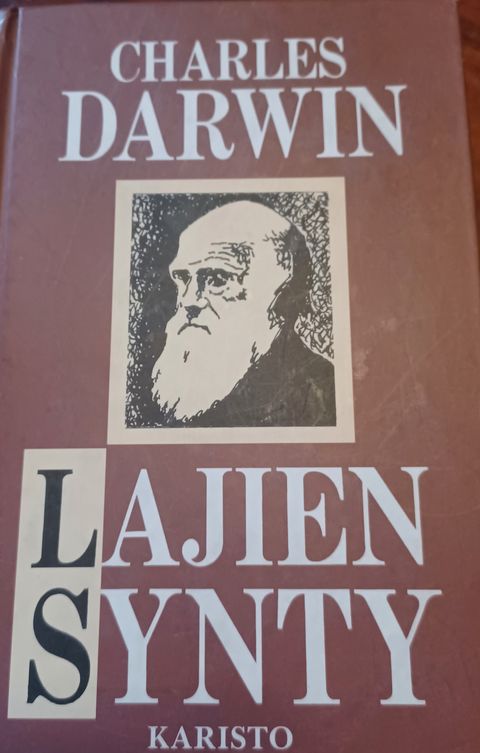 CHARLES
DARWIN
LAJIEN
SYNTY
KARISTO